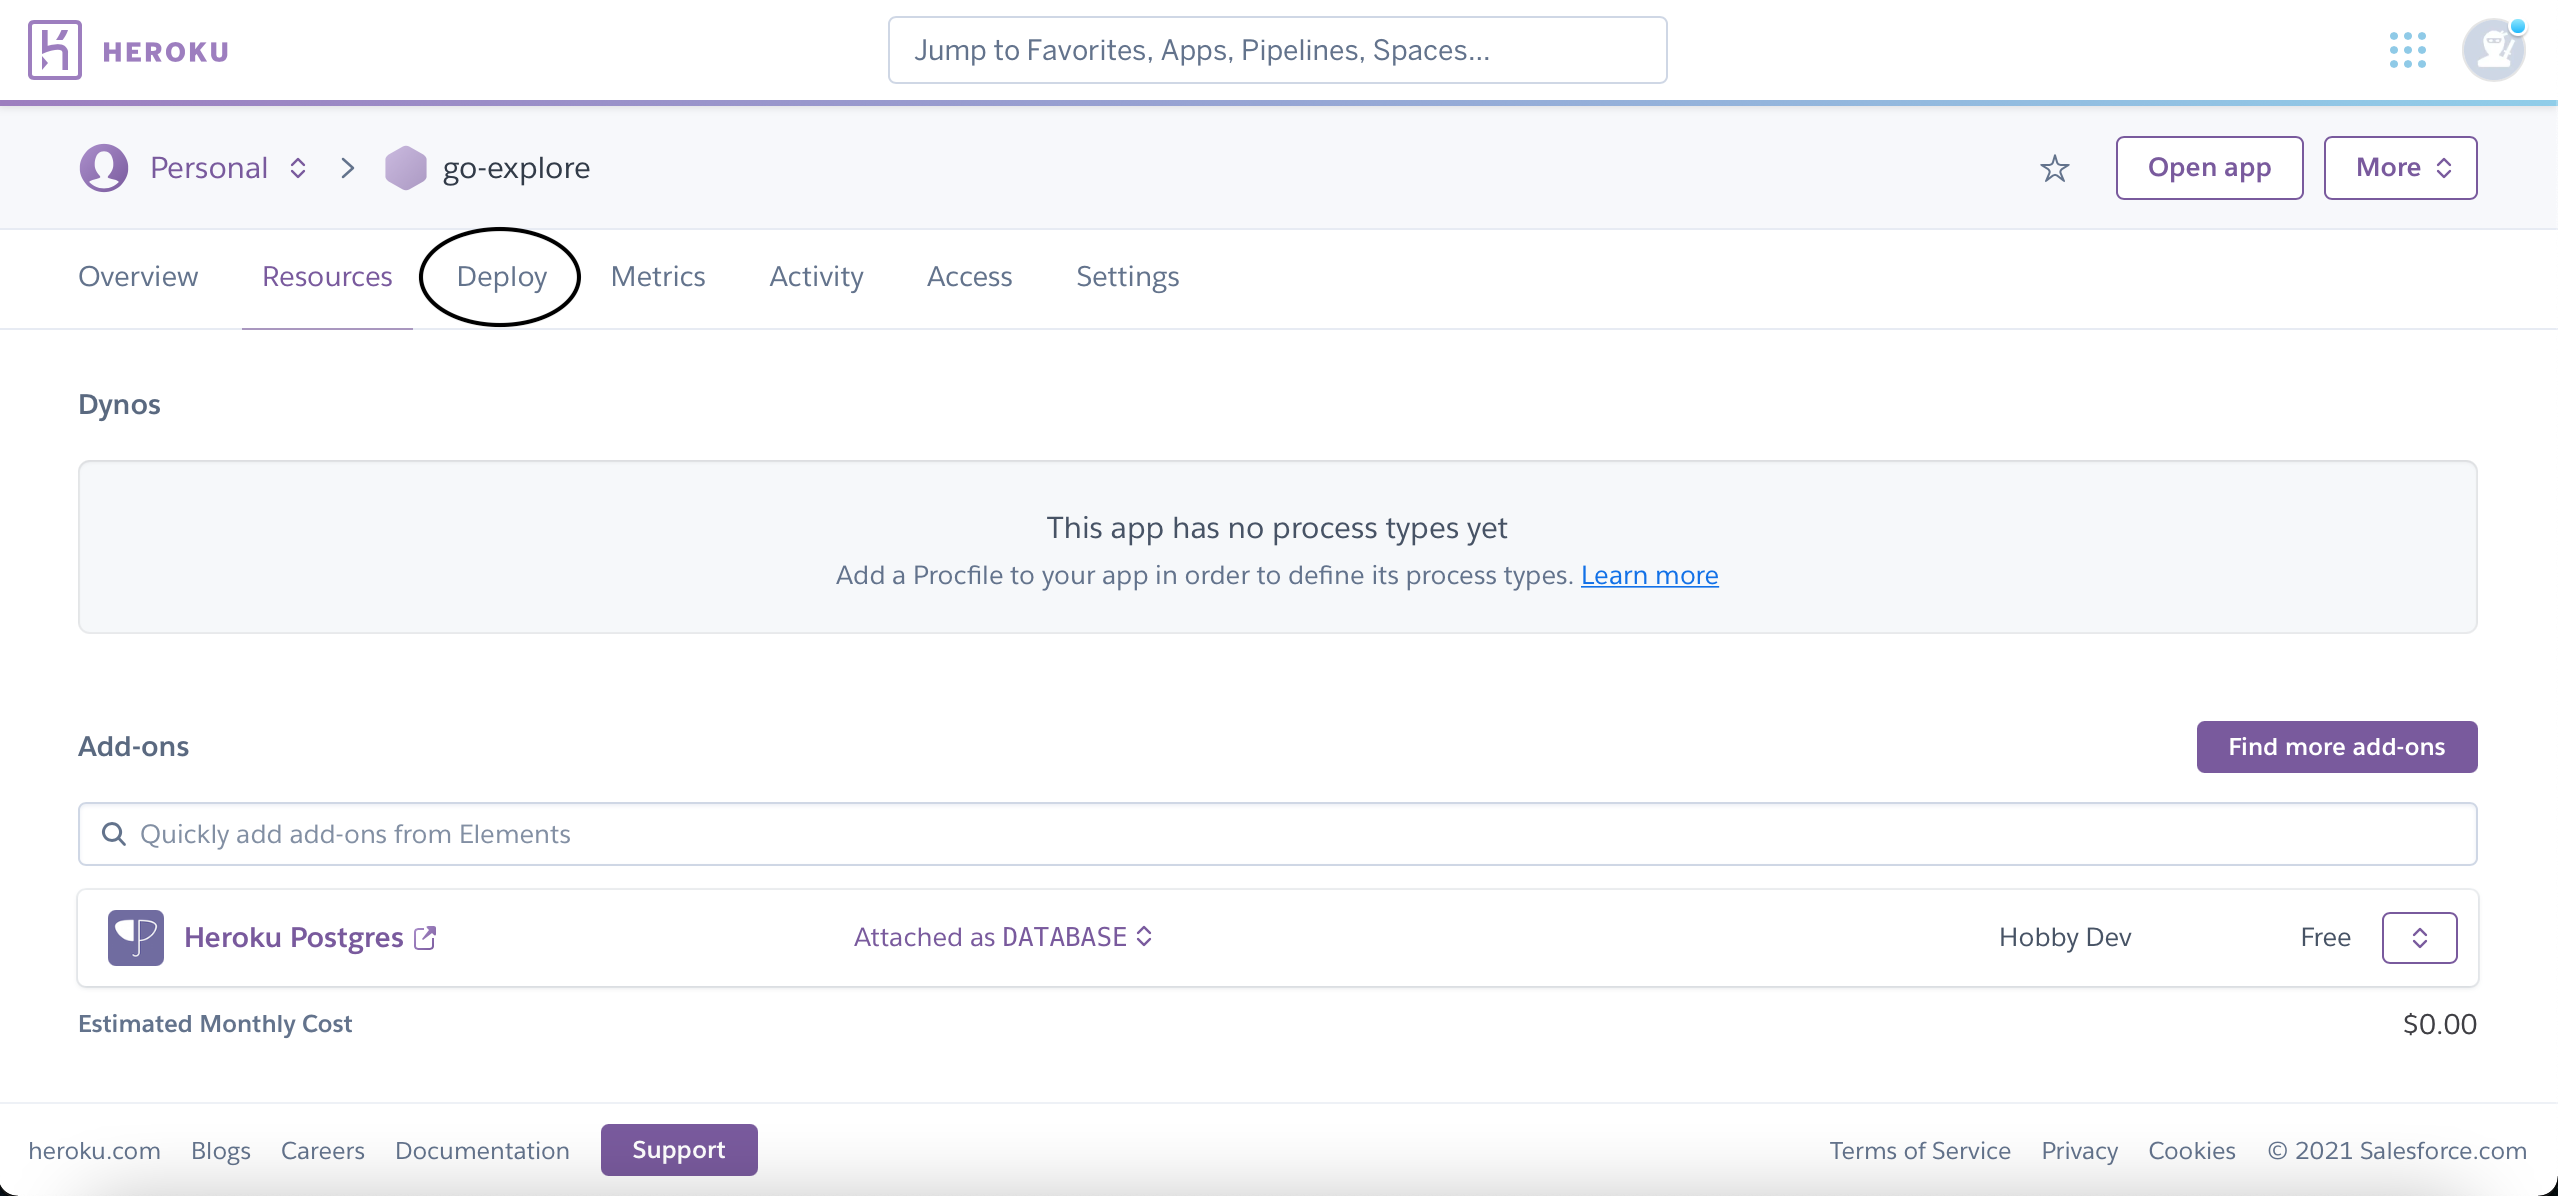 HEROKU
Jump to Favorites, Apps, Pipelines, Spaces...
Personal go-explore Open app More
Overview Resources Deploy Metrics Activity Access Settings
Dynos
This app has no process types yet
Add a Procfile to your app in order to define its process types. Learn more
Add-ons Find more add-ons
Quickly add add-ons from Elements
Heroku Postgres Attached as DATABASE Hobby Dev Free
Estimated Monthly Cost $0.00
heroku.com Blogs Careers Documentation Support Terms of Service Privacy Cookies © 2021 Salesforce.com